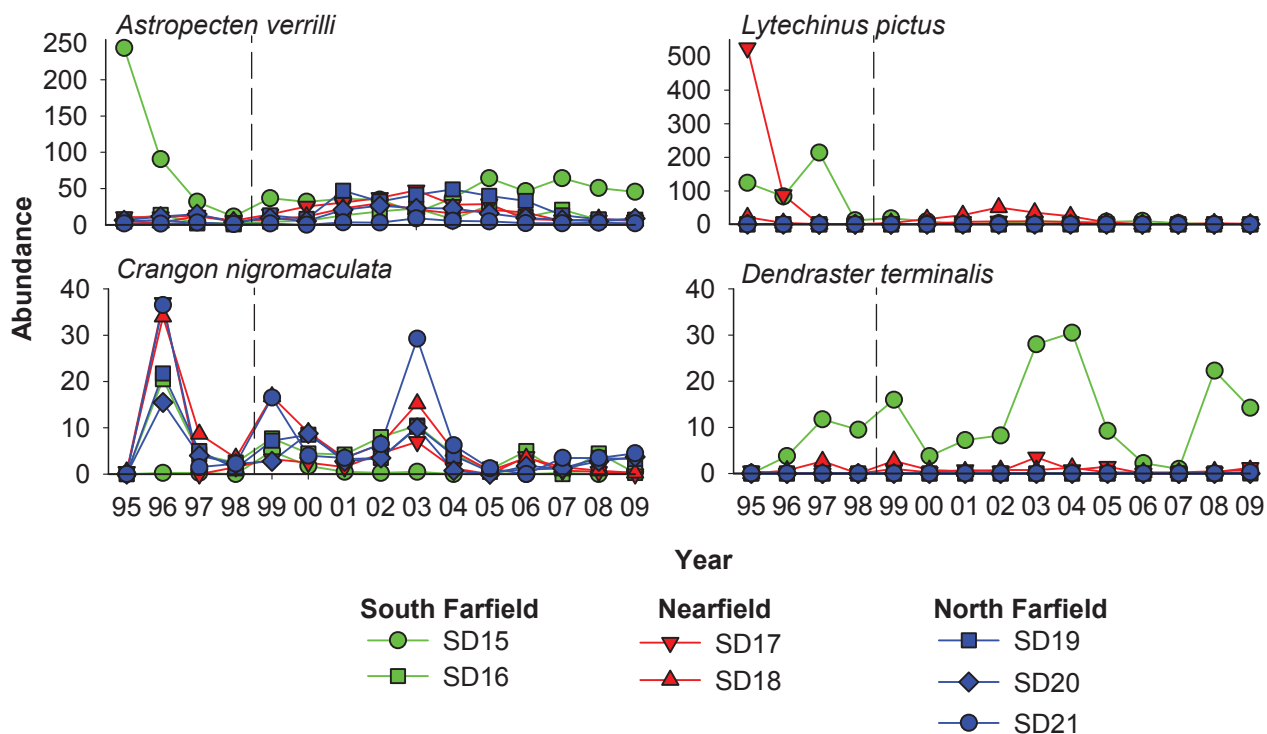 Astropecten verrilli
Lytechinus pictus
250
200
150
100
50
0
500
400
300
200
100
0
Abundance
Crangon nigromaculata
Dendraster terminalis
40
30
20
10
0
40
30
20
10
0
95 96 97 98 99 00 01 02 03 04 05 06 07 08 09
95 96 97 98 99 00 01 02 03 04 05 06 07 08 09
Year
South Farfield
SD15
SD16
Nearfield
SD17
SD18
North Farfield
SD19
SD20
SD21